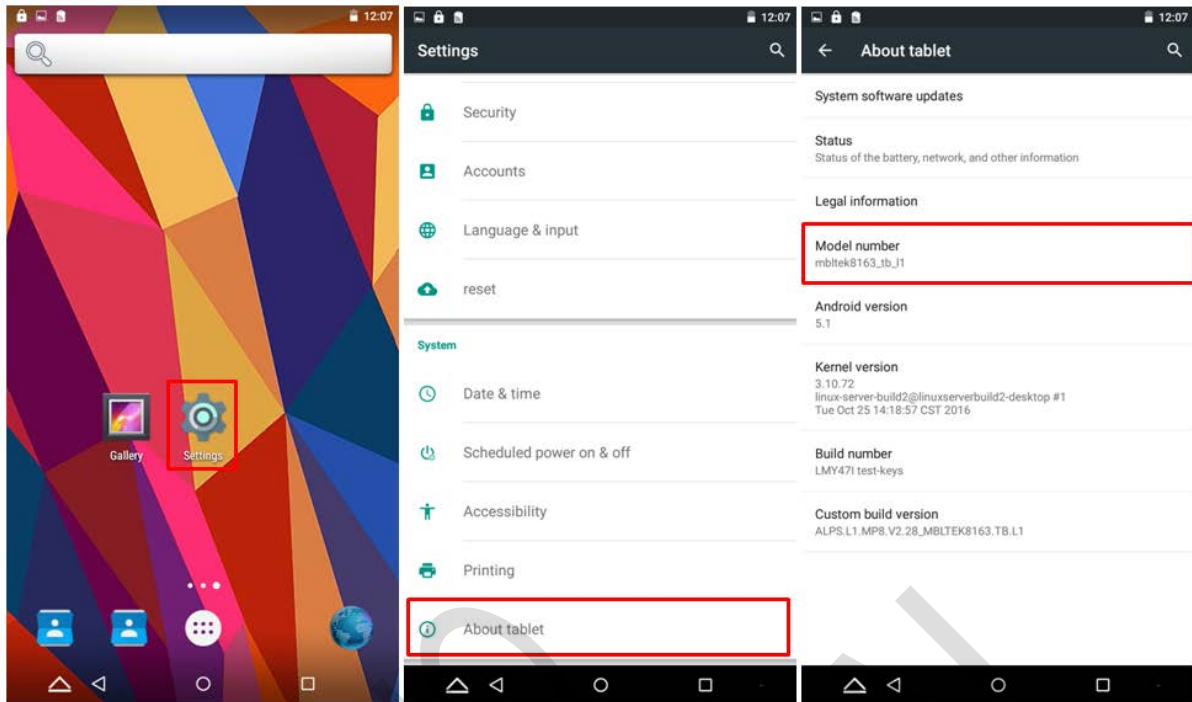 12:07
Gallery
Settings
12:07
Settings
Security
Accounts
Language & input
reset
System
Date & time
Scheduled power on & off
Accessibility
Printing
About tablet
12:07
About tablet
System software updates
Status
Status of the battery, network, and other information
Legal information
Model number
mbltek8163_tb_l1
Android version
5.1
Kernel version
3.10.72
linux-server-build2@linuxserverbuild2-desktop #1
Tue Oct 25 14:18:57 CST 2016
Build number
LMY47I test-keys
Custom build version
ALPS.L1.MP8.V2.28_MBLTEK8163.TB.L1